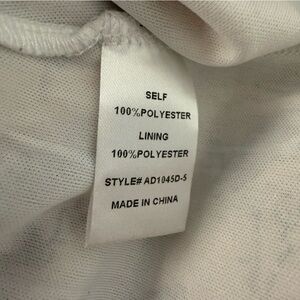 SELF
100%POLYESTER
LINING
100%POLYESTER
STYLE# AD1045D-5
MADE IN CHINA